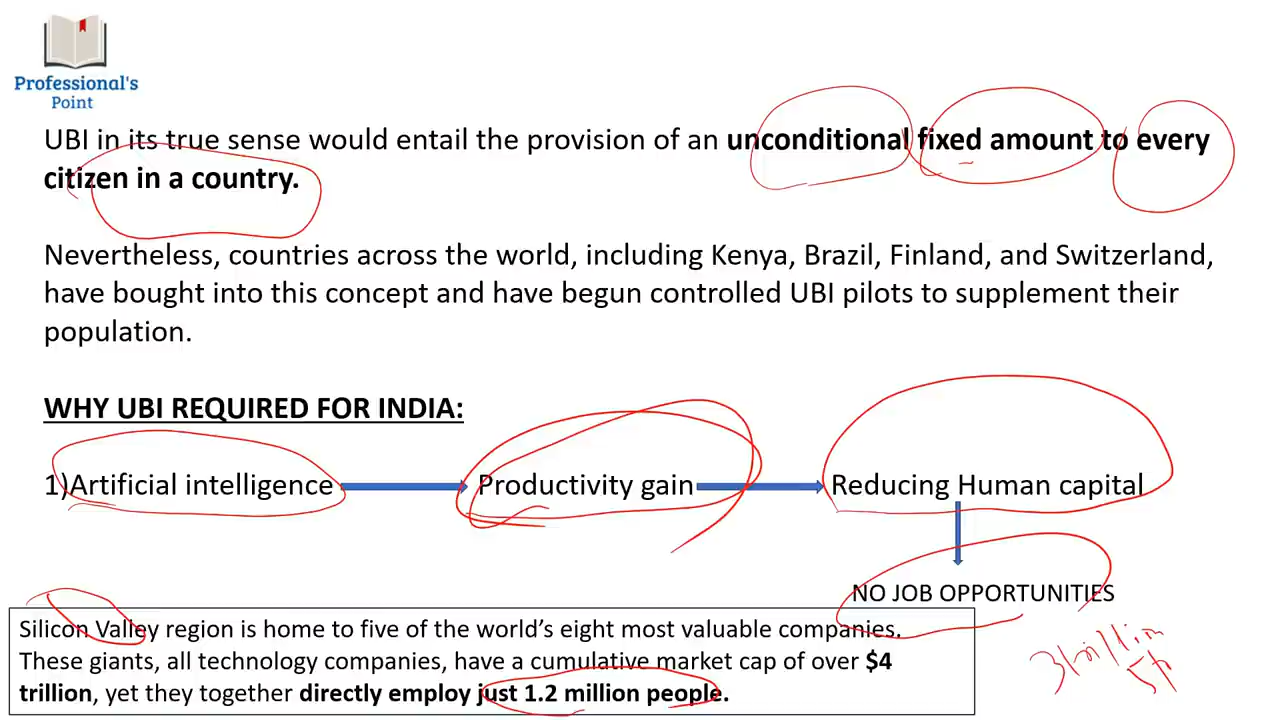 Professional's
Point
UBI in its true sense would entail the provision of an unconditional fixed amount to every
citizen in a country.
Nevertheless, countries across the world, including Kenya, Brazil, Finland, and Switzerland,
have bought into this concept and have begun controlled UBI pilots to supplement their
population.
WHY UBI REQUIRED FOR INDIA:
1)Artificial intelligence Productivity gain Reducing Human capital
NO JOB OPPORTUNITIES
Silicon Valley region is home to five of the world's eight most valuable companies.
These giants, all technology companies, have a cumulative market cap of over $4
trillion, yet they together directly employ just 1.2 million people.